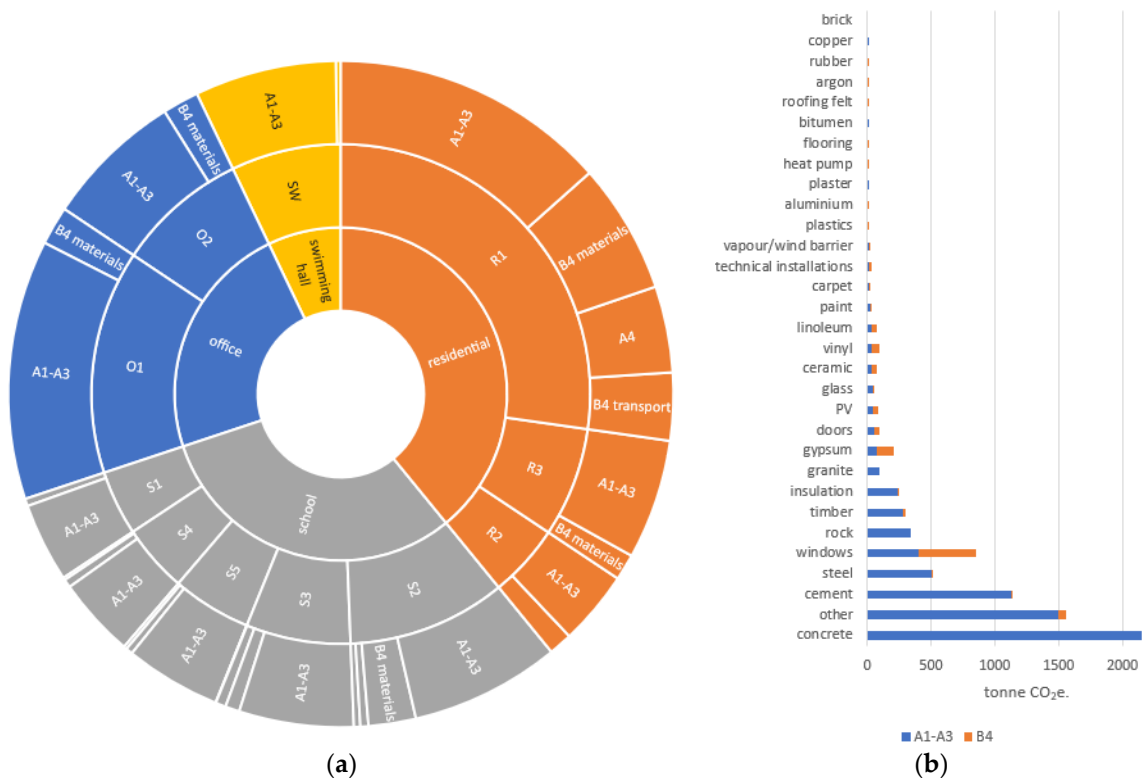 A1-A3
B4 materials
A4
B4 transport
R1
residential
A1-A3
B4 materials
R3
A1-A3
R2
school
S2
A1-A3
B4 materials
S3
A1-A3
S5
A1-A3
S4
A1-A3
S1
A1-A3
office
O1
A1-A3
B4 materials
O2
A1-A3
B4 materials
swimming
hall
SW
A1-A3
(a)
brick
copper
rubber
argon
roofing felt
bitumen
flooring
heat pump
plaster
aluminium
plastics
vapour/wind barrier
technical installations
carpet
paint
linoleum
vinyl
ceramic
glass
PV
doors
gypsum
granite
insulation
timber
rock
windows
steel
cement
other
concrete
0 500 1000 1500 2000
tonne CO₂e.
A1-A3 B4
(b)